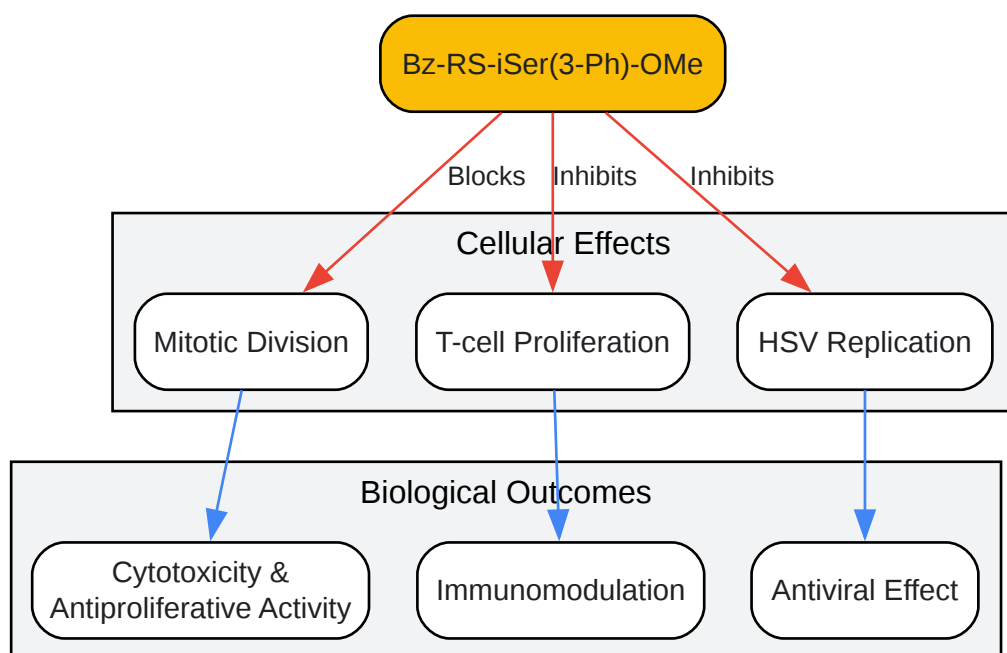 Bz-RS-iSer(3-Ph)-OMe
Blocks
Inhibits
Inhibits
Cellular Effects
Mitotic Division
T-cell Proliferation
HSV Replication
Biological Outcomes
Cytotoxicity &
Antiproliferative Activity
Immunomodulation
Antiviral Effect